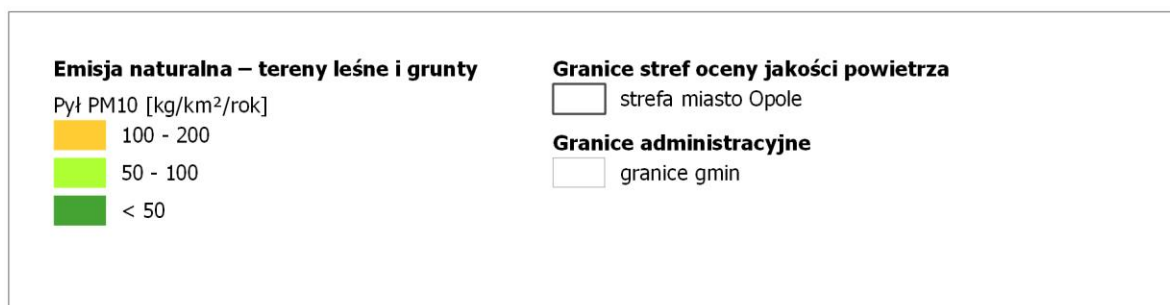 Emisja naturalna – tereny leśne i grunty
Pył PM10 [kg/km²/rok]
100 - 200
50 - 100
< 50
Granice stref oceny jakości powietrza
strefa miasto Opole
Granice administracyjne
granice gmin